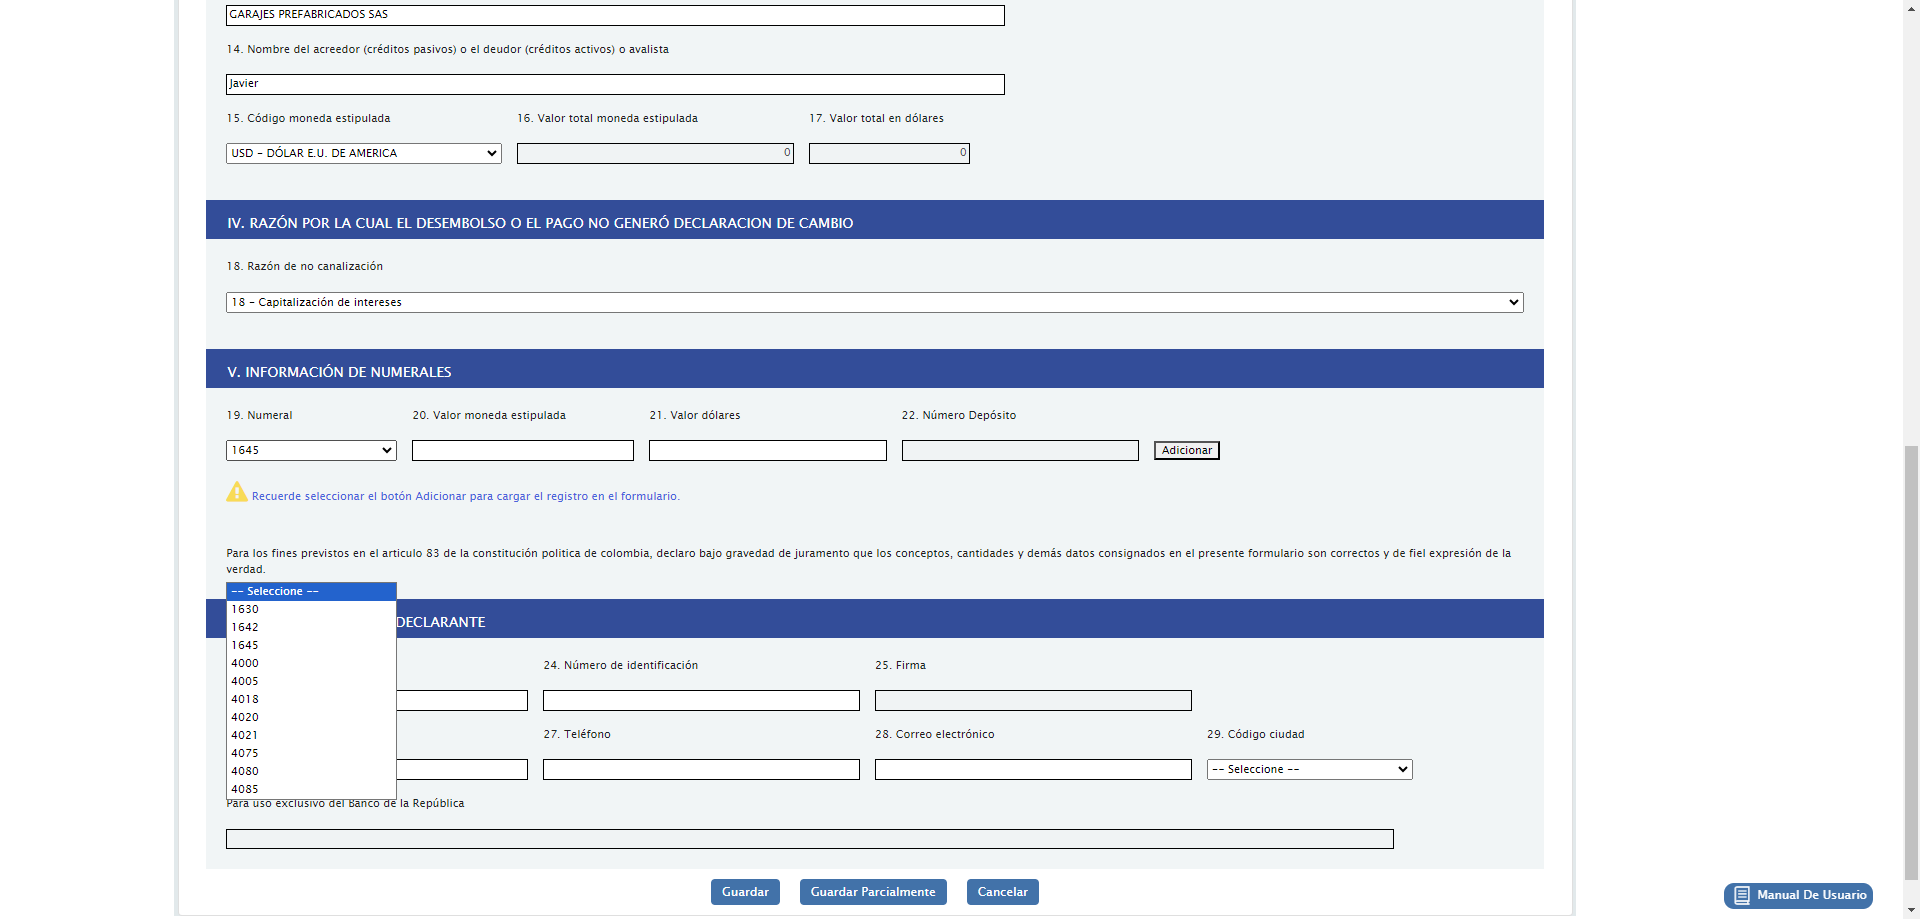 GARAJES PREFABRICADOS SAS
14. Nombre del acreedor (créditos pasivos) o el deudor (créditos activos) o avalista
Javier
15. Código moneda estipulada 16. Valor total moneda estipulada 17. Valor total en dólares
USD - DÓLAR E.U. DE AMERICA 0 0
IV. RAZÓN POR LA CUAL EL DESEMBOLSO O EL PAGO NO GENERÓ DECLARACION DE CAMBIO
18. Razón de no canalización
18 - Capitalización de intereses
V. INFORMACIÓN DE NUMERALES
19. Numeral 20. Valor moneda estipulada 21. Valor dólares 22. Número Depósito
1645 Adicionar
Recuerde seleccionar el botón Adicionar para cargar el registro en el formulario.
Para los fines previstos en el articulo 83 de la constitución politica de colombia, declaro bajo gravedad de juramento que los conceptos, cantidades y demás datos consignados en el presente formulario son correctos y de fiel expresión de la
verdad.
-- Seleccione --
1630
1642
1645
4000
4005
4018
4020
4021
4075
4080
4085
DECLARANTE
24. Número de identificación 25. Firma
27. Teléfono 28. Correo electrónico 29. Código ciudad
-- Seleccione --
Para uso exclusivo del Banco de la República
Guardar Guardar Parcialmente Cancelar
Manual De Usuario